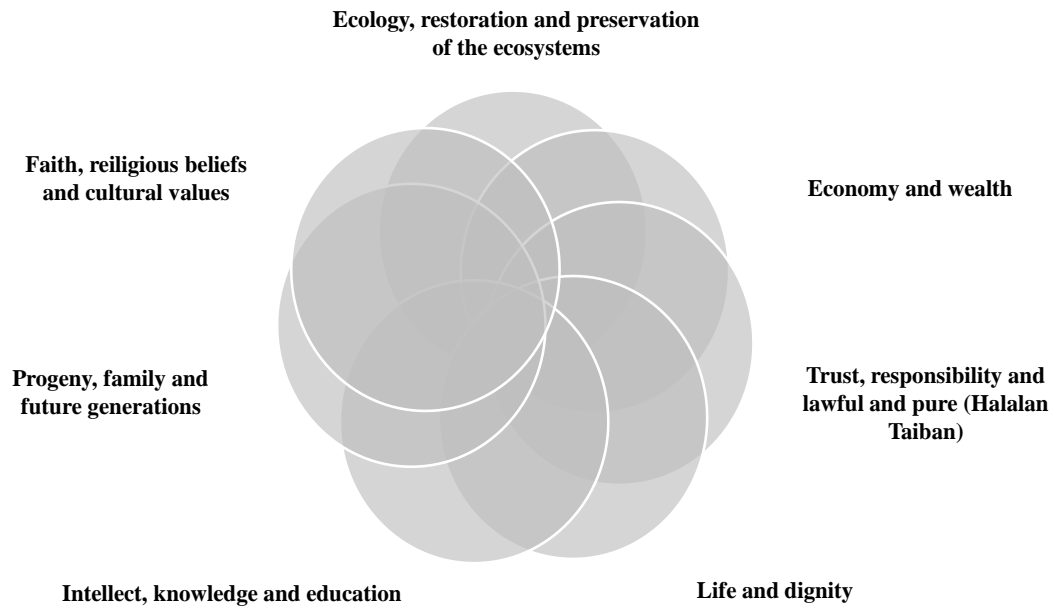 Ecology, restoration and preservation
of the ecosystems
Faith, reiligious beliefs
and cultural values
Economy and wealth
Progeny, family and
future generations
Trust, responsibility and
lawful and pure (Halalan
Taiban)
Intellect, knowledge and education
Life and dignity